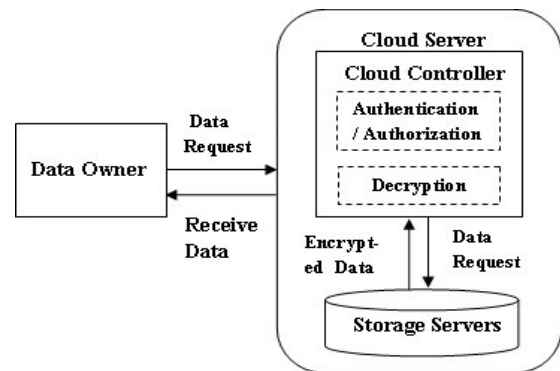 Cloud Server
Cloud Controller
Authentication
/ Authorization
Decryption
Data
Request
Data Owner
Receive
Data
Encrypt-
ed Data
Data
Request
Storage Servers